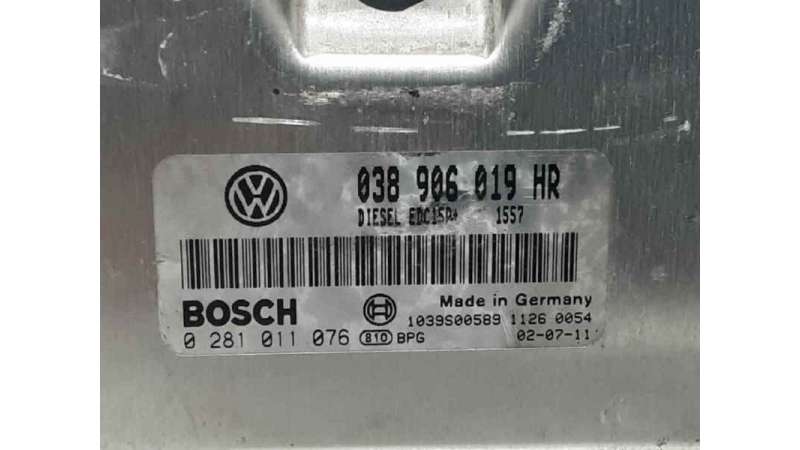 038 906 019 HR
DIESEL EDC15P+ 1557
BOSCH
Made in Germany
1039S00589 1126 0054
0 281 011 076 810 BPG 02-07-11